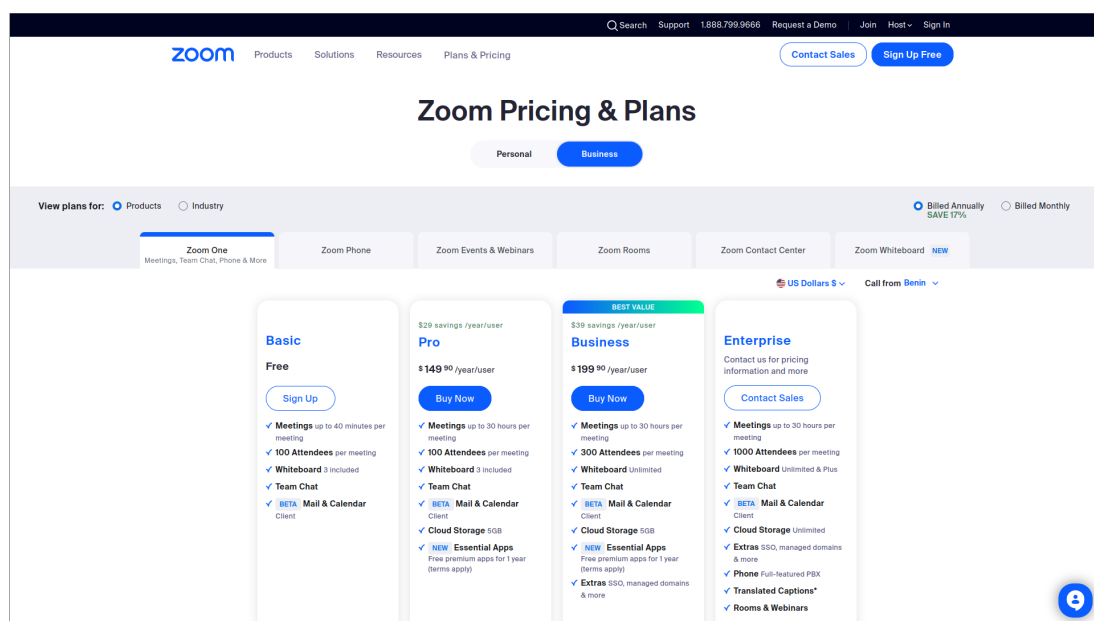 Search Support 1.888.799.9666 Request a Demo Join Host Sign In
zoom Products Solutions Resources Plans & Pricing Contact Sales Sign Up Free
Zoom Pricing & Plans
Personal Business
View plans for: Products Industry Billed Annually Billed Monthly
SAVE 17%
Zoom One Zoom Phone Zoom Events & Webinars Zoom Rooms Zoom Contact Center Zoom Whiteboard NEW
Meetings, Team Chat, Phone & More
US Dollars $ Call from Benin
Basic
Free
Sign Up
Meetings up to 40 minutes per
meeting
100 Attendees per meeting
Whiteboard 3 included
Team Chat
BETA Mail & Calendar
Client
$29 savings /year/user
Pro
$149 90 /year/user
Buy Now
Meetings up to 30 hours per
meeting
100 Attendees per meeting
Whiteboard 3 included
Team Chat
BETA Mail & Calendar
Client
Cloud Storage 5GB
NEW Essential Apps
Free premium apps for 1 year
(terms apply)
BEST VALUE
$39 savings /year/user
Business
$199 90 /year/user
Buy Now
Meetings up to 30 hours per
meeting
300 Attendees per meeting
Whiteboard Unlimited
Team Chat
BETA Mail & Calendar
Client
Cloud Storage 5GB
NEW Essential Apps
Free premium apps for 1 year
(terms apply)
Extras SSO, managed domains
& more
Enterprise
Contact us for pricing
information and more
Contact Sales
Meetings up to 30 hours per
meeting
1000 Attendees per meeting
Whiteboard Unlimited & Plus
Team Chat
BETA Mail & Calendar
Client
Cloud Storage Unlimited
Extras SSO, managed domains
& more
Phone Full-featured PBX
Translated Captions*
Rooms & Webinars